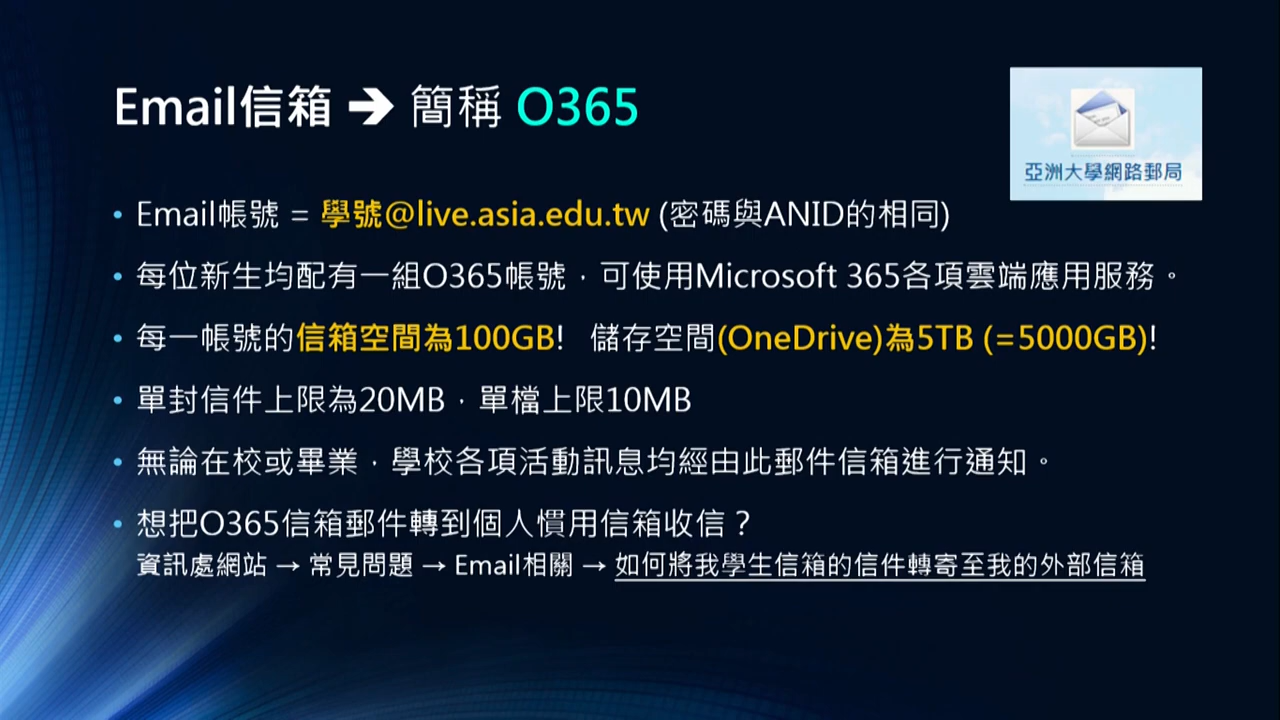 Email信箱 ➔ 簡稱 O365
亞洲大學網路郵局
• Email帳號 = 學號@live.asia.edu.tw (密碼與ANID的相同)
• 每位新生均配有一組O365帳號，可使用Microsoft 365各項雲端應用服務。
• 每一帳號的信箱空間為100GB! 儲存空間(OneDrive)為5TB (=5000GB)!
• 單封信件上限為20MB，單檔上限10MB
• 無論在校或畢業，學校各項活動訊息均經由此郵件信箱進行通知。
• 想把O365信箱郵件轉到個人慣用信箱收信？
資訊處網站 → 常見問題 → Email相關 → 如何將我學生信箱的信件轉寄至我的外部信箱